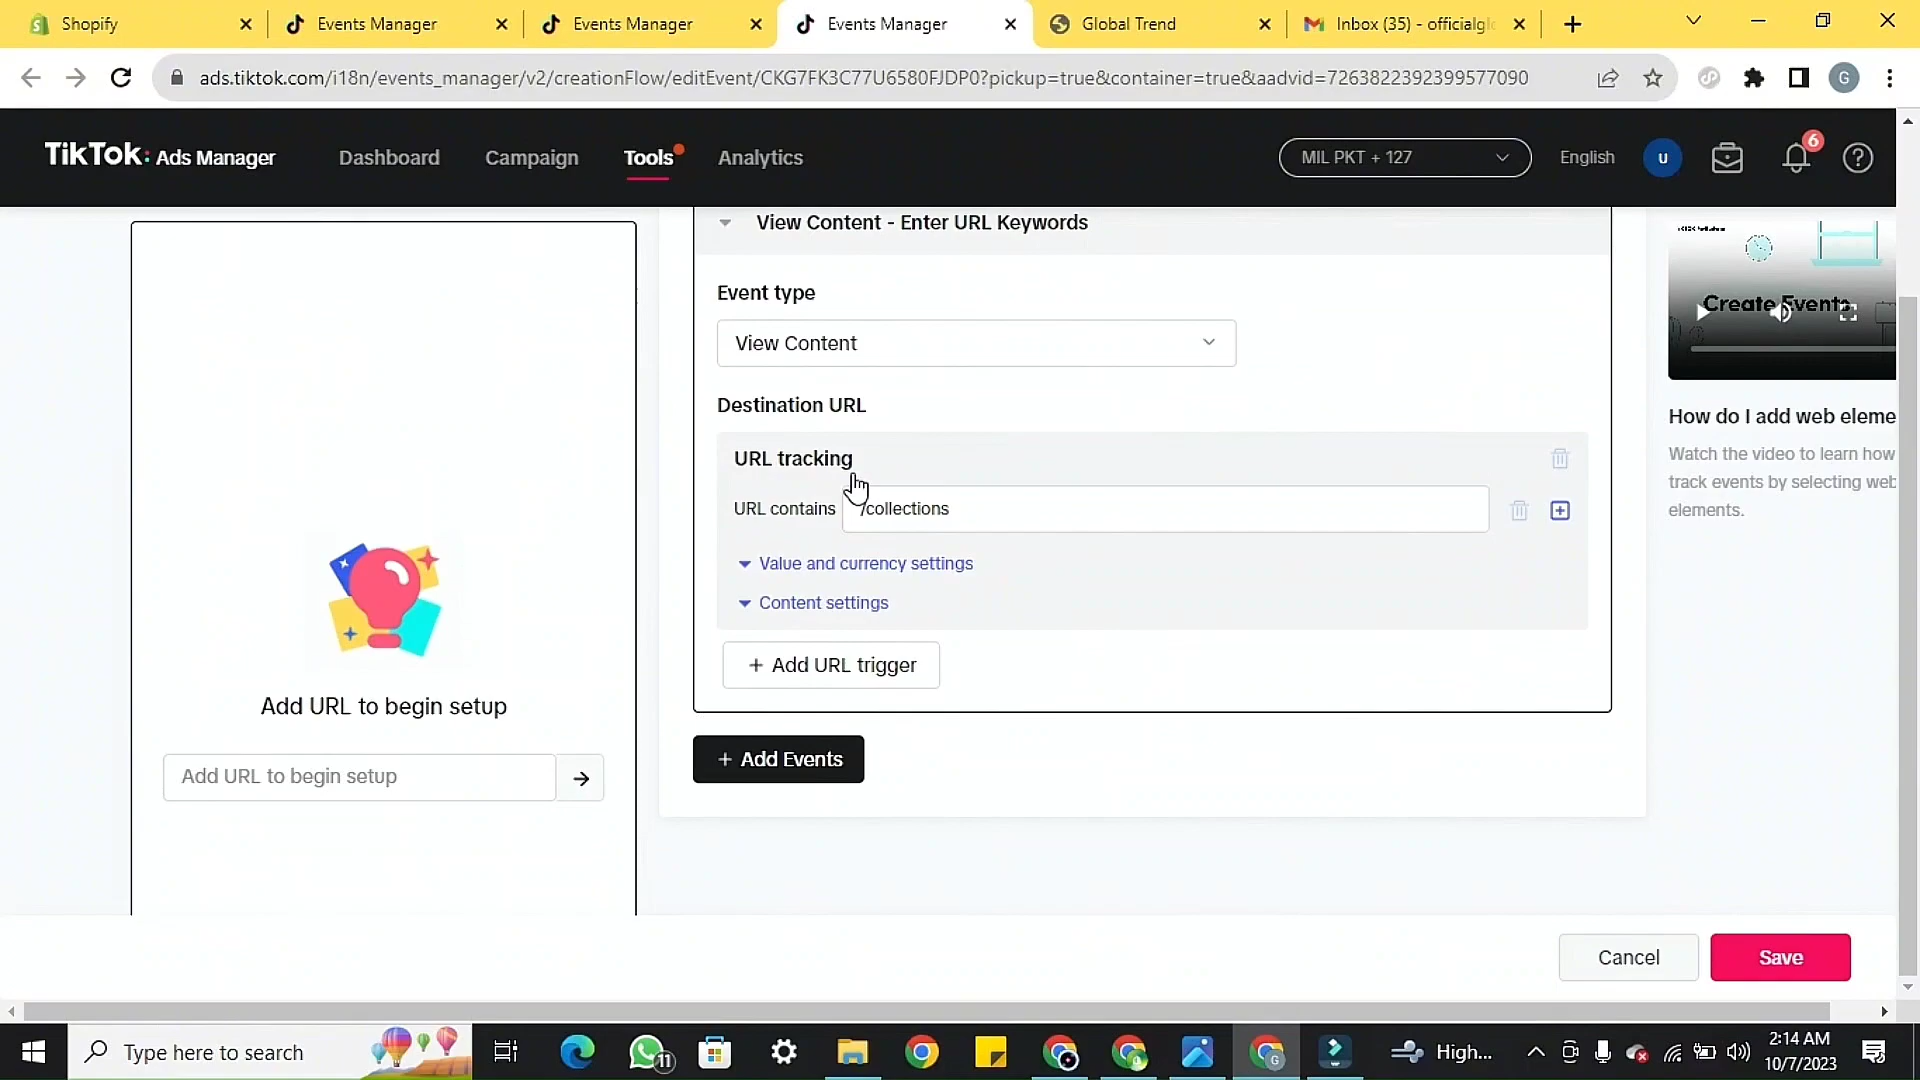 Shopify
Events Manager
Events Manager
Events Manager
Global Trend
Inbox (35) - officialgl
ads.tiktok.com/i18n/events_manager/v2/creationFlow/editEvent/CKG7FK3C77U6580FJDP0?pickup=true&container=true&aadvid=7263822392399577090
G
TikTok: Ads Manager
Dashboard
Campaign
Tools
Analytics
MIL PKT + 127
English
U
6
View Content - Enter URL Keywords
Event type
View Content
Destination URL
URL tracking
URL contains
/collections
Value and currency settings
Content settings
+ Add URL trigger
+ Add Events
Add URL to begin setup
Add URL to begin setup
Create Events
How do I add web eleme
Watch the video to learn how
track events by selecting web
elements.
Cancel
Save
Type here to search
11
G
High...
2:14 AM
10/7/2023